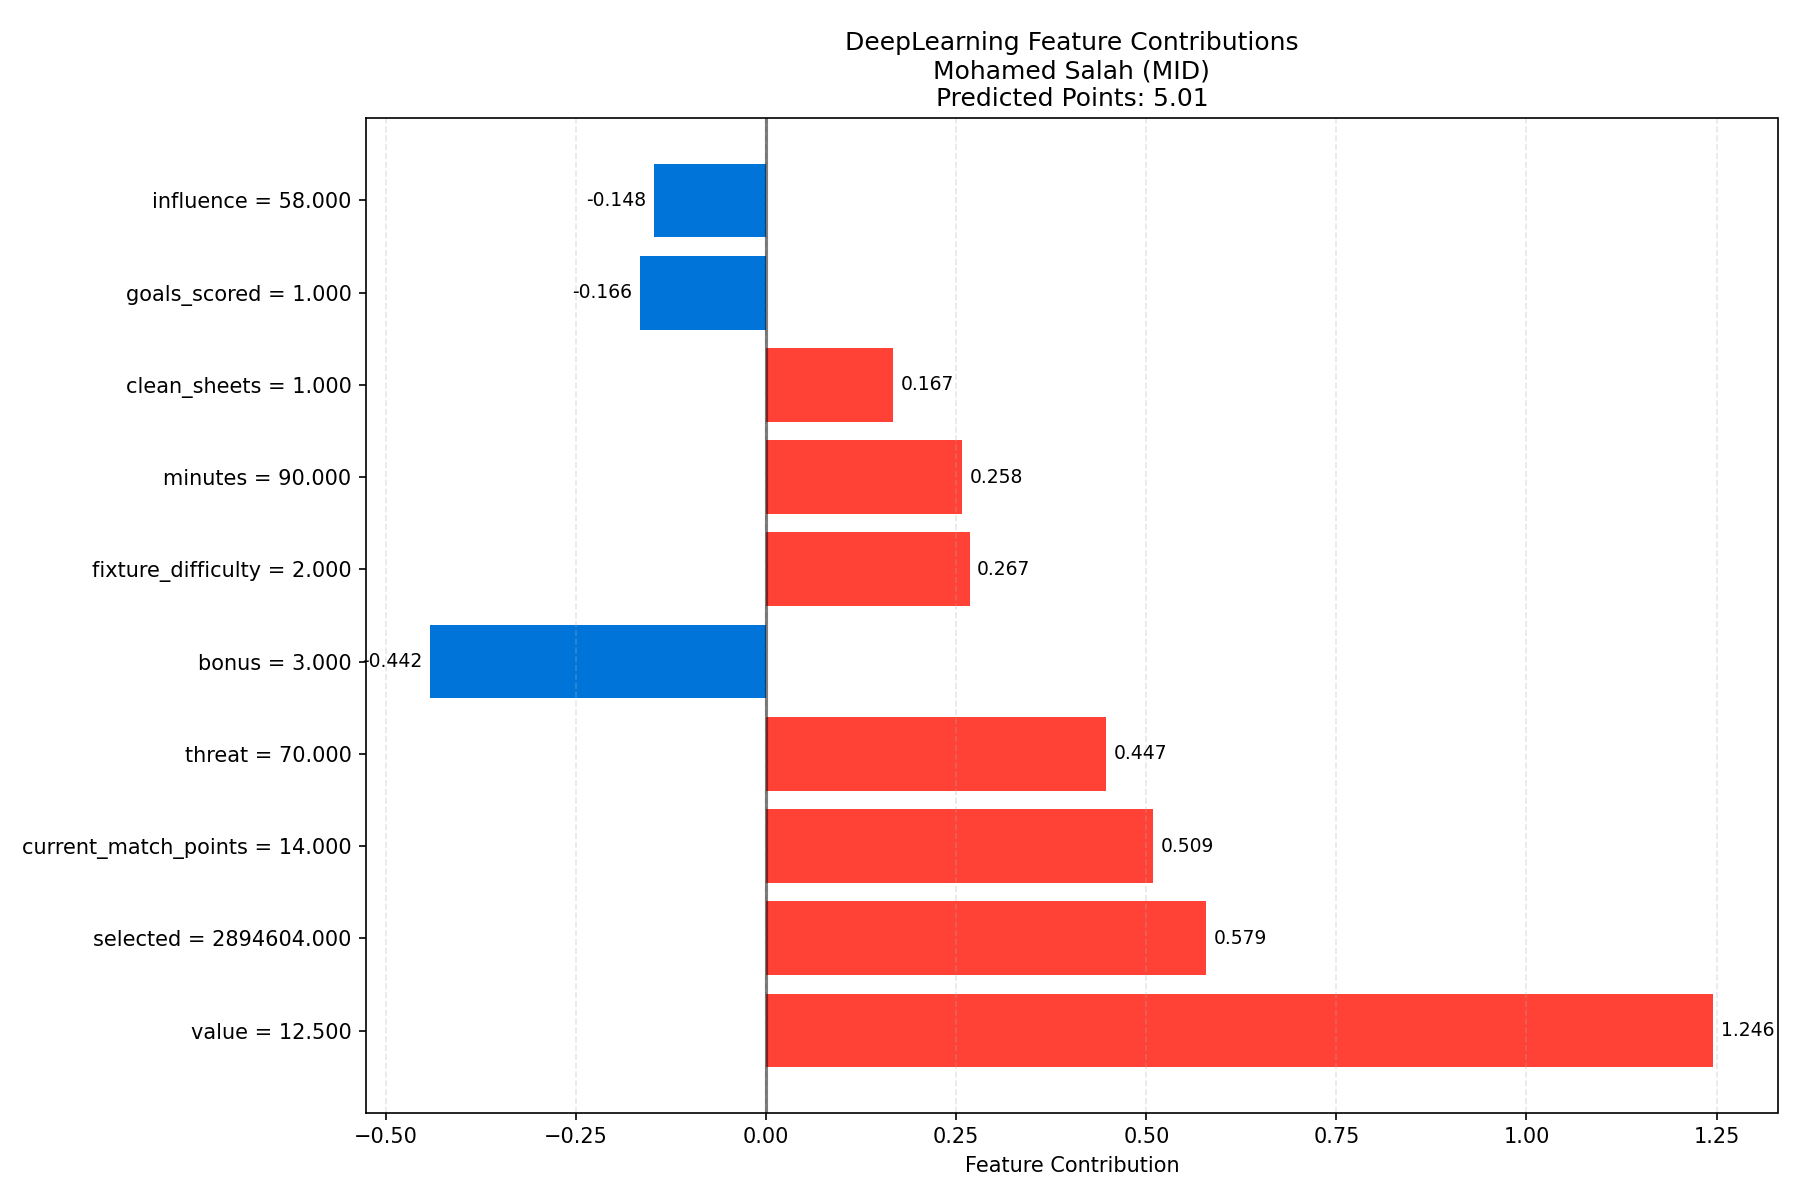 DeepLearning Feature Contributions
Mohamed Salah (MID)
Predicted Points: 5.01
influence = 58.000
-0.148
goals_scored = 1.000
-0.166
clean_sheets = 1.000
0.167
minutes = 90.000
0.258
fixture_difficulty = 2.000
0.267
bonus = 3.000
-0.442
threat = 70.000
0.447
current_match_points = 14.000
0.509
selected = 2894604.000
0.579
value = 12.500
1.246
−0.50
−0.25
0.00
0.25
0.50
0.75
1.00
1.25
Feature Contribution